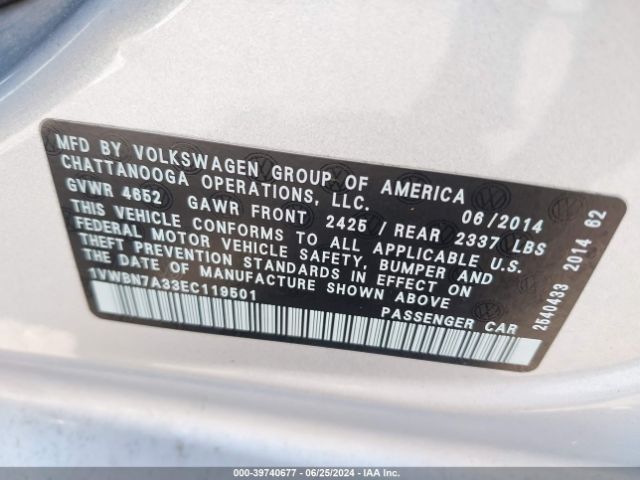 MFD BY VOLKSWAGEN GROUP OF AMERICA
CHATTANOOGA OPERATIONS, LLC. 06/2014
GVWR 4652 GAWR FRONT 2425 / REAR 2337 LBS
THIS VEHICLE CONFORMS TO ALL APPLICABLE U.S.
FEDERAL MOTOR VEHICLE SAFETY, BUMPER AND
THEFT PREVENTION STANDARDS IN EFFECT ON
THE DATE OF MANUFACTURE SHOWN ABOVE
1VWBN7A33EC119501 PASSENGER CAR
2540433 2014 62
000-39740677 - 06/25/2024 - IAAI.COM